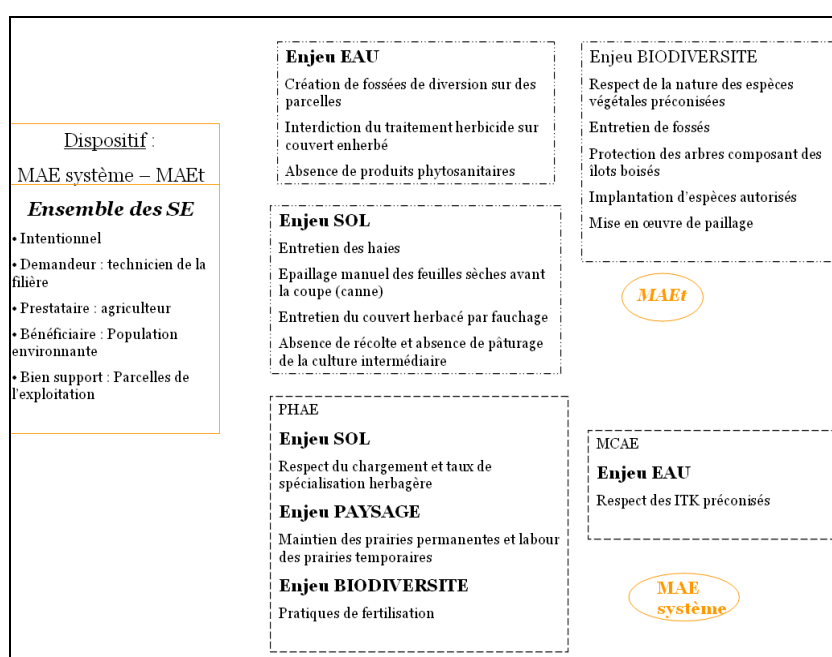 Dispositif :
MAE système – MAEt
Ensemble des SE
• Intentionnel
• Demandeur : technicien de la
filière
• Prestataire : agriculteur
• Bénéficiaire : Population
environnante
• Bien support : Parcelles de
l'exploitation
Enjeu EAU
Création de fossées de diversion sur des
parcelles
Interdiction du traitement herbicide sur
couvert enherbé
Absence de produits phytosanitaires
Enjeu SOL
Entretien des haies
Epaillage manuel des feuilles sèches avant
la coupe (canne)
Entretien du couvert herbacé par fauchage
Absence de récolte et absence de pâturage
de la culture intermédiaire
Enjeu BIODIVERSITE
Respect de la nature des espèces
végétales préconisées
Entretien de fossés
Protection des arbres composant des
îlots boisés
Implantation d'espèces autorisés
Mise en œuvre de paillage
MAEt
PHAE
Enjeu SOL
Respect du chargement et taux de
spécialisation herbagère
Enjeu PAYSAGE
Maintien des prairies permanentes et labour
des prairies temporaires
Enjeu BIODIVERSITE
Pratiques de fertilisation
MCAE
Enjeu EAU
Respect des ITK préconisés
MAE
système